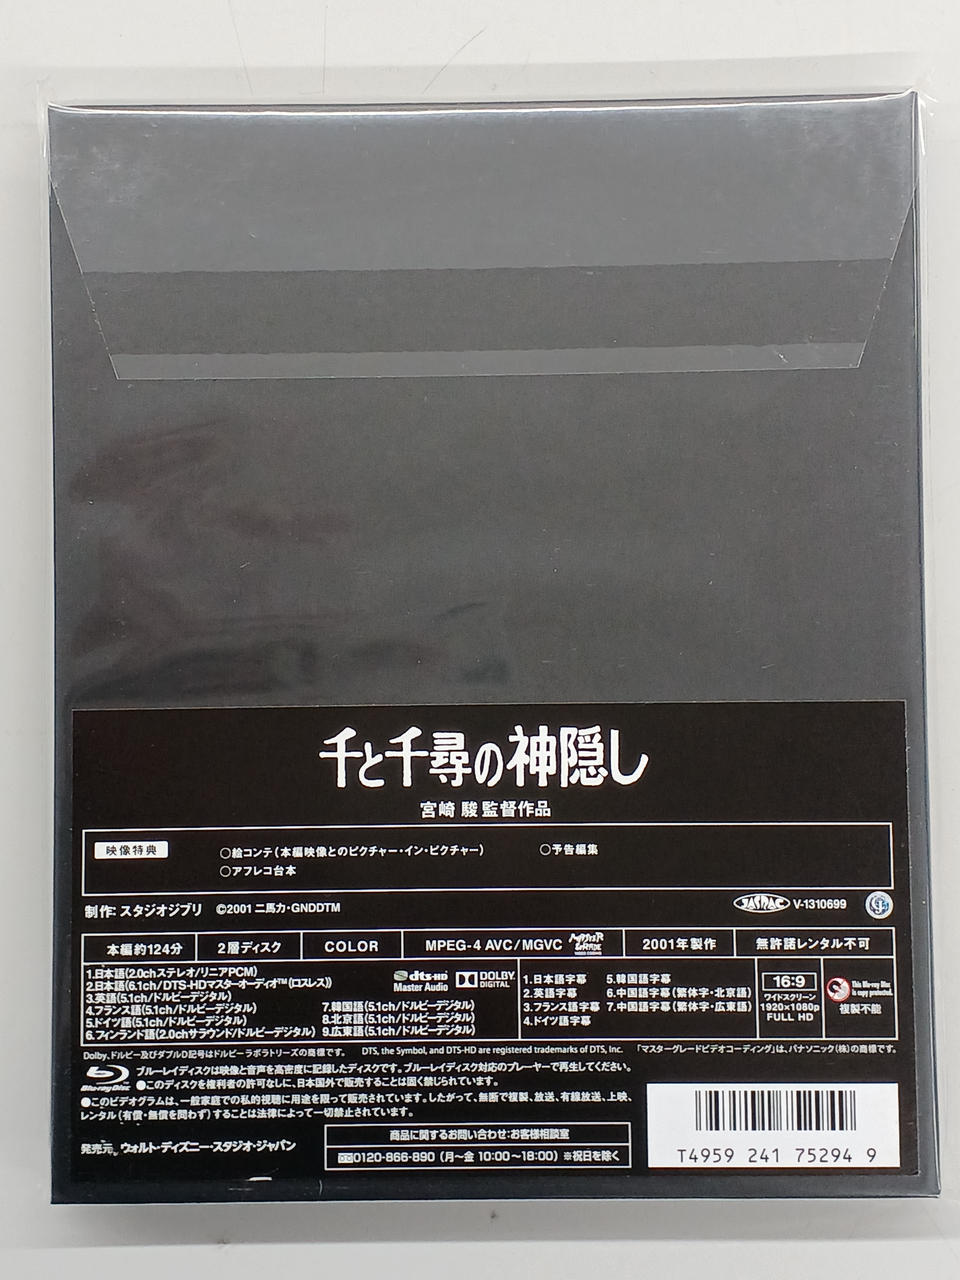 千と千尋の神隠し
宮崎 駿 監督作品
映像特典
○絵コンテ(本編映像とのピクチャー・イン・ピクチャー)
○予告編集
○アフレコ台本
制作: スタジオジブリ ©2001 二馬力・GNDDTM
JASRAC V-1310699
本編約124分 2層ディスク COLOR MPEG-4 AVC/MGVC MASTER GRADE VIDEO CODING 2001年製作 無許諾レンタル不可
1.日本語(2.0chステレオ/リニアPCM)
2.日本語(6.1ch/DTS-HDマスターオーディオ™(ロスレス))
3.英語(5.1ch/ドルビーデジタル)
4.フランス語(5.1ch/ドルビーデジタル)
5.ドイツ語(5.1ch/ドルビーデジタル)
6.フィンランド語(2.0chサラウンド/ドルビーデジタル)
7.韓国語(5.1ch/ドルビーデジタル)
8.北京語(5.1ch/ドルビーデジタル)
9.広東語(5.1ch/ドルビーデジタル)
dts-HD
Master Audio
DOLBY
DIGITAL
1.日本語字幕
2.英語字幕
3.フランス語字幕
4.ドイツ語字幕
5.韓国語字幕
6.中国語字幕(繁体字・北京語)
7.中国語字幕(繁体字・広東語)
16:9
ワイドスクリーン
1920×1080p
FULL HD
This Blu-ray Disc
is copy protected.
複製不能
Dolby、ドルビー及びダブルD記号はドルビーラボラトリーズの商標です。 DTS, the Symbol, and DTS-HD are registered trademarks of DTS, Inc. 「マスターグレードビデオコーディング」は、パナソニック(株)の商標です。
Blu-ray Disc
ブルーレイディスクは映像と音声を高密度に記録したディスクです。ブルーレイディスク対応のプレーヤーで再生してください。
●このディスクを権利者の許可なしに、日本国外で販売することは固く禁じられています。
●このビデオグラムは、一般家庭での私的視聴に用途を限って販売されています。したがって、無断で複製、放送、有線放送、上映、
レンタル(有償・無償を問わず)することは法律によって一切禁止されています。
発売元 ウォルト・ディズニー・スタジオ・ジャパン
商品に関するお問い合わせ:お客様相談室
0120-866-890 (月〜金 10:00〜18:00) ※祝日を除く
T4959 241 75294 9